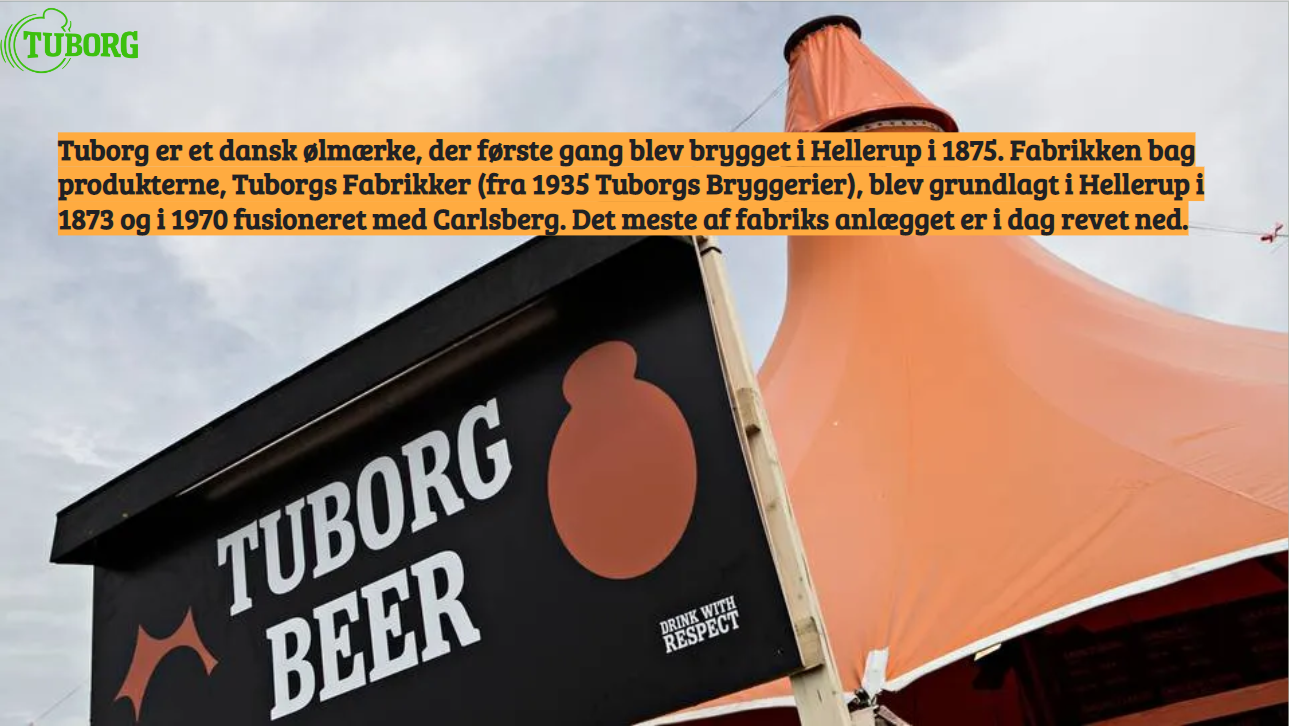 TUBORG
Tuborg er et dansk ølmærke, der første gang blev brygget i Hellerup i 1875. Fabrikken bag
produkterne, Tuborgs Fabrikker (fra 1935 Tuborgs Bryggerier), blev grundlagt i Hellerup i
1873 og i 1970 fusioneret med Carlsberg. Det meste af fabriks anlægget er i dag revet ned.
TUBORG
BEER
DRINK WITH
RESPECT